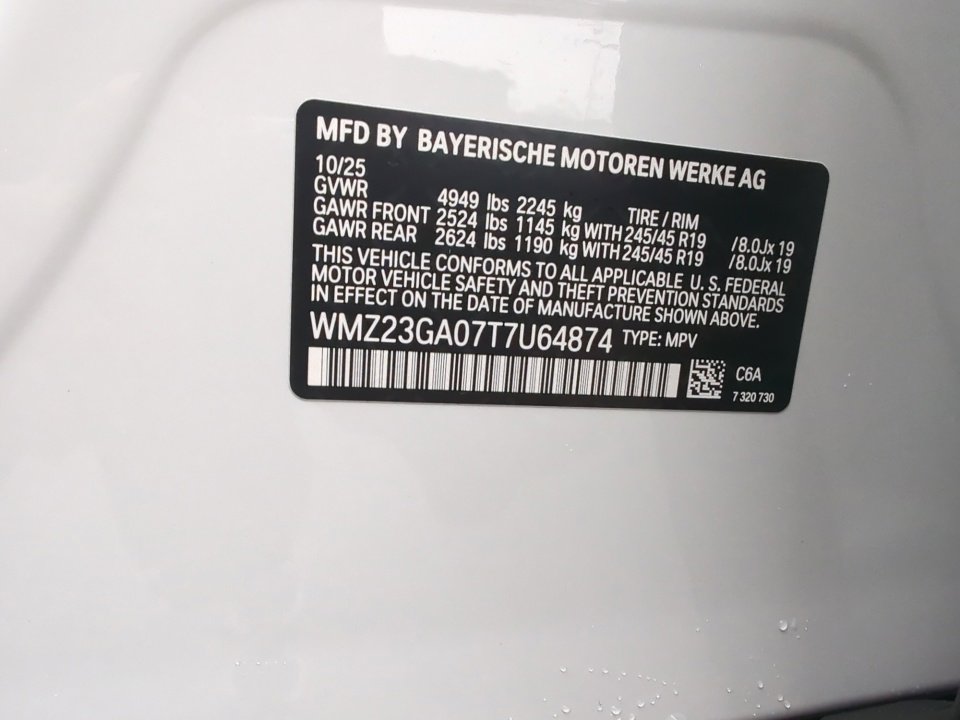 MFD BY BAYERISCHE MOTOREN WERKE AG
10/25
GVWR 4949 lbs 2245 kg TIRE / RIM
GAWR FRONT 2524 lbs 1145 kg WITH 245/45 R19 / 8.0Jx 19
GAWR REAR 2624 lbs 1190 kg WITH 245/45 R19 / 8.0Jx 19
THIS VEHICLE CONFORMS TO ALL APPLICABLE U. S. FEDERAL
MOTOR VEHICLE SAFETY AND THEFT PREVENTION STANDARDS
IN EFFECT ON THE DATE OF MANUFACTURE SHOWN ABOVE.
WMZ23GA07T7U64874 TYPE: MPV
C6A
7 320 730